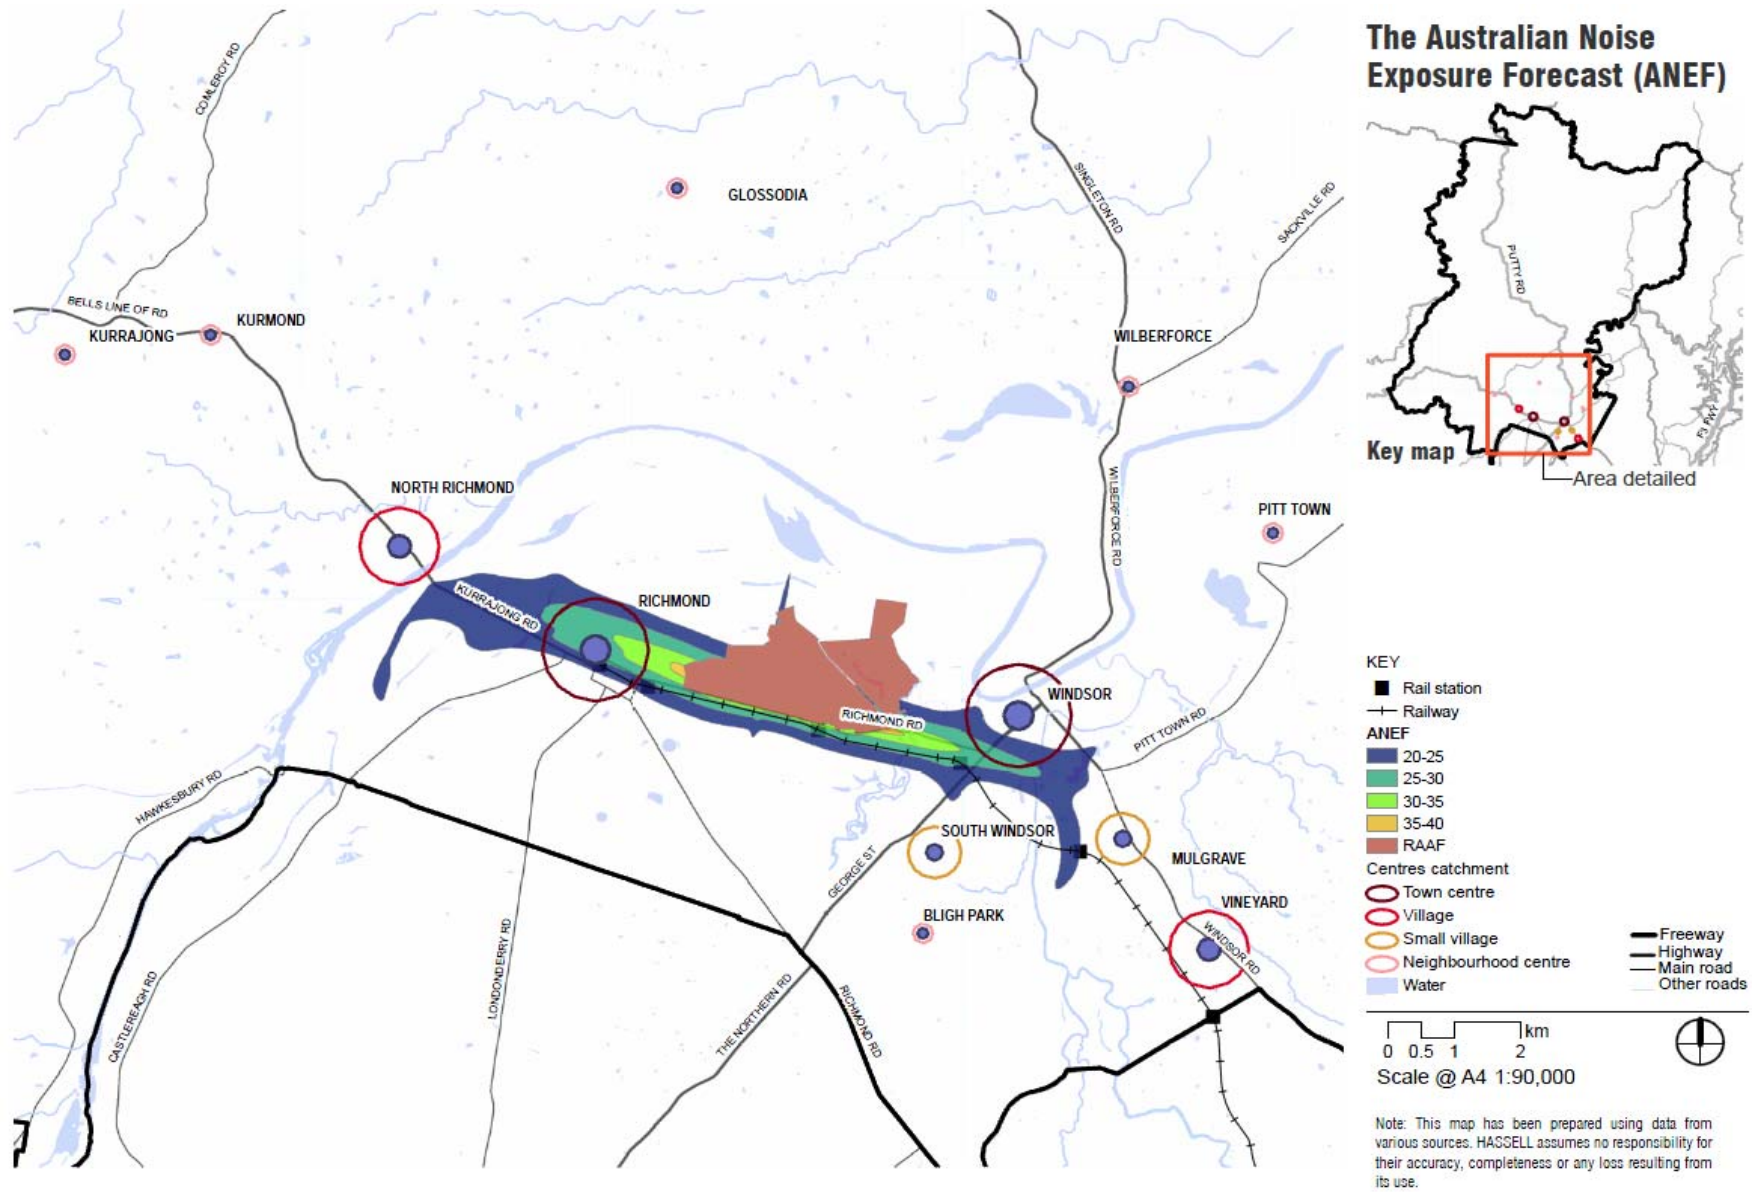 The Australian Noise
Exposure Forecast (ANEF)
COMLEROY RD
GLOSSODIA
SINGLETON RD
SACKVILLE RD
PUTTY RD
BELLS LINE OF RD
KURRAJONG
KURMOND
WILBERFORCE
F3 FWY
Key map
Area detailed
NORTH RICHMOND
WILBERFORCE RD
PITT TOWN
KURRAJONG RD
RICHMOND
WINDSOR
RICHMOND RD
PITT TOWN RD
HAWKESBURY RD
SOUTH WINDSOR
GEORGE ST
MULGRAVE
BLIGH PARK
VINEYARD
WINDSOR RD
LONDONDERRY RD
CASTLEREAGH RD
THE NORTHERN RD
RICHMOND RD
KEY
Rail station
Railway
ANEF
20-25
25-30
30-35
35-40
RAAF
Centres catchment
Town centre
Village
Small village
Neighbourhood centre
Water
Freeway
Highway
Main road
Other roads
km
0 0.5 1 2
Scale @ A4 1:90,000
Note: This map has been prepared using data from
various sources. HASSELL assumes no responsibility for
their accuracy, completeness or any loss resulting from
its use.